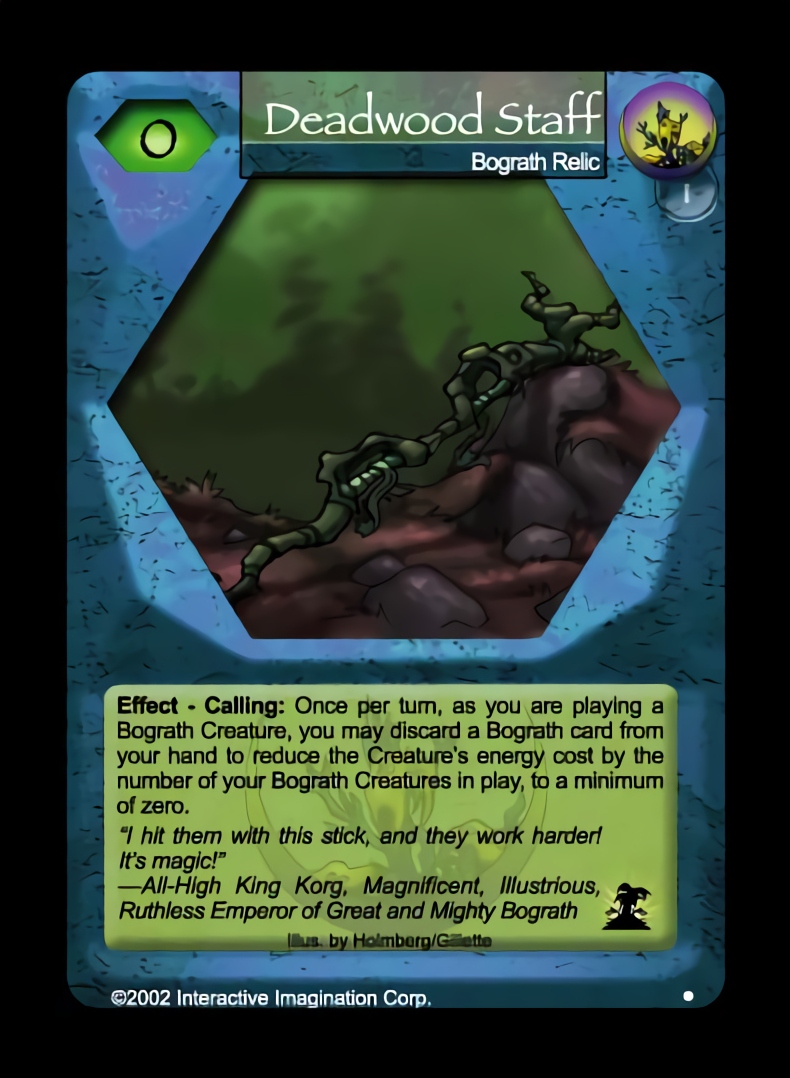 0
Deadwood Staff
Bograth Relic
1
Effect - Calling: Once per turn, as you are playing a
Bograth Creature, you may discard a Bograth card from
your hand to reduce the Creature's energy cost by the
number of your Bograth Creatures in play, to a minimum
of zero.
"I hit them with this stick, and they work harder!
It's magic!"
—All-High King Korg, Magnificent, Illustrious,
Ruthless Emperor of Great and Mighty Bograth
Illus. by Holmberg/Gillette
©2002 Interactive Imagination Corp.